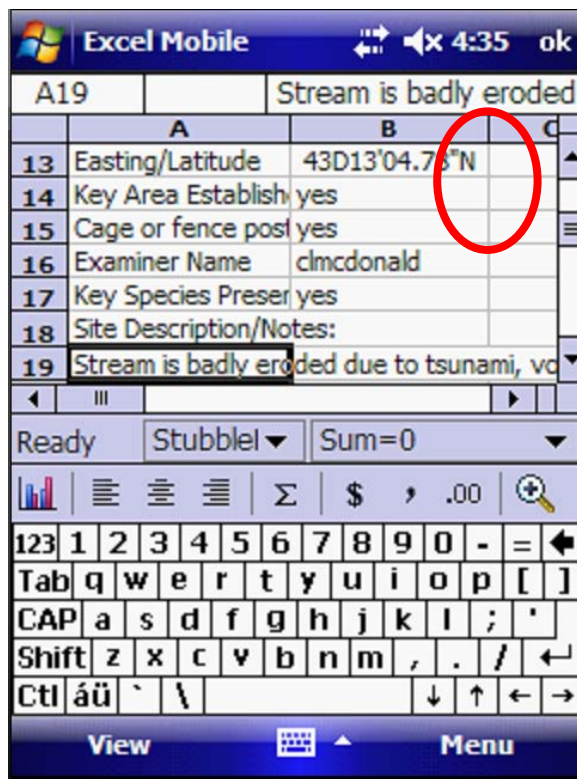 Excel Mobile 4:35 ok
A19 Stream is badly eroded
A B C
13 Easting/Latitude 43D13'04.78"N
14 Key Area Establish yes
15 Cage or fence post yes
16 Examiner Name clmcdonald
17 Key Species Preser yes
18 Site Description/Notes:
19 Stream is badly eroded due to tsunami, vo
Ready Stubble Sum=0
Σ $ , .00
123 1 2 3 4 5 6 7 8 9 0 - =
Tab q w e r t y u i o p [ ]
CAP a s d f g h j k l ; '
Shift z x c v b n m , . /
Ctl áü ` \ ↓ ↑ ← →
View Menu